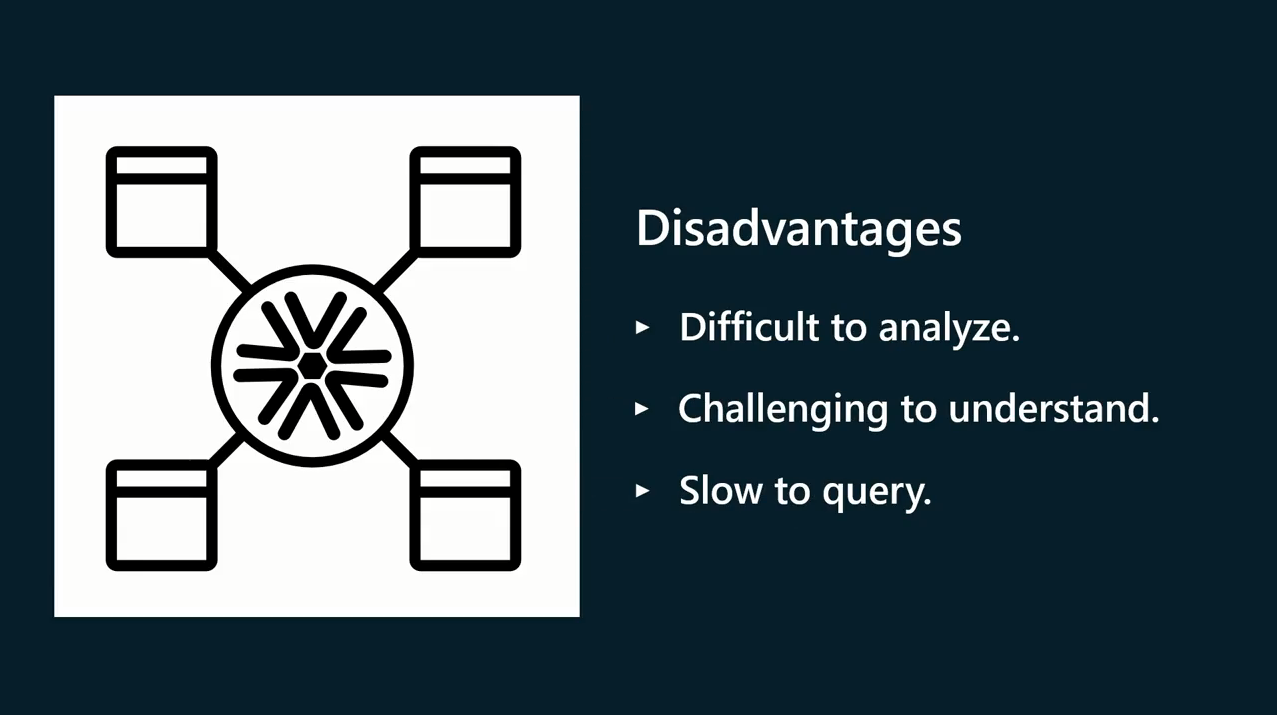 Disadvantages
▸ Difficult to analyze.
▸ Challenging to understand.
▸ Slow to query.